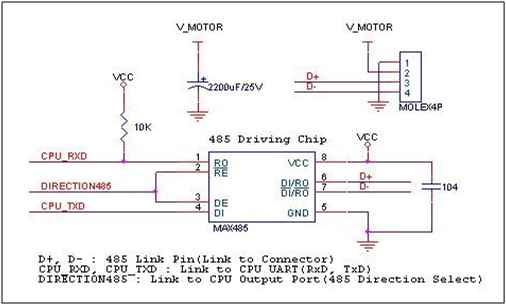 V_MOTOR
V_MOTOR
VCC
2200uF/25V
D+
D-
1
2
3
4
MOLEX4P
10K
485 Driving Chip
VCC
CPU_RXD
1
RO
VCC
8
2
RE
D+
DIRECTION485
DI/RO
6
D-
DI/RO
7
104
3
DE
CPU_TXD
4
DI
GND
5
MAX485
D+, D- : 485 Link Pin(Link to Connector)
CPU_RXD, CPU_TXD : Link to CPU UART(RxD, TxD)
DIRECTION485 : Link to CPU Output Port(485 Direction Select)